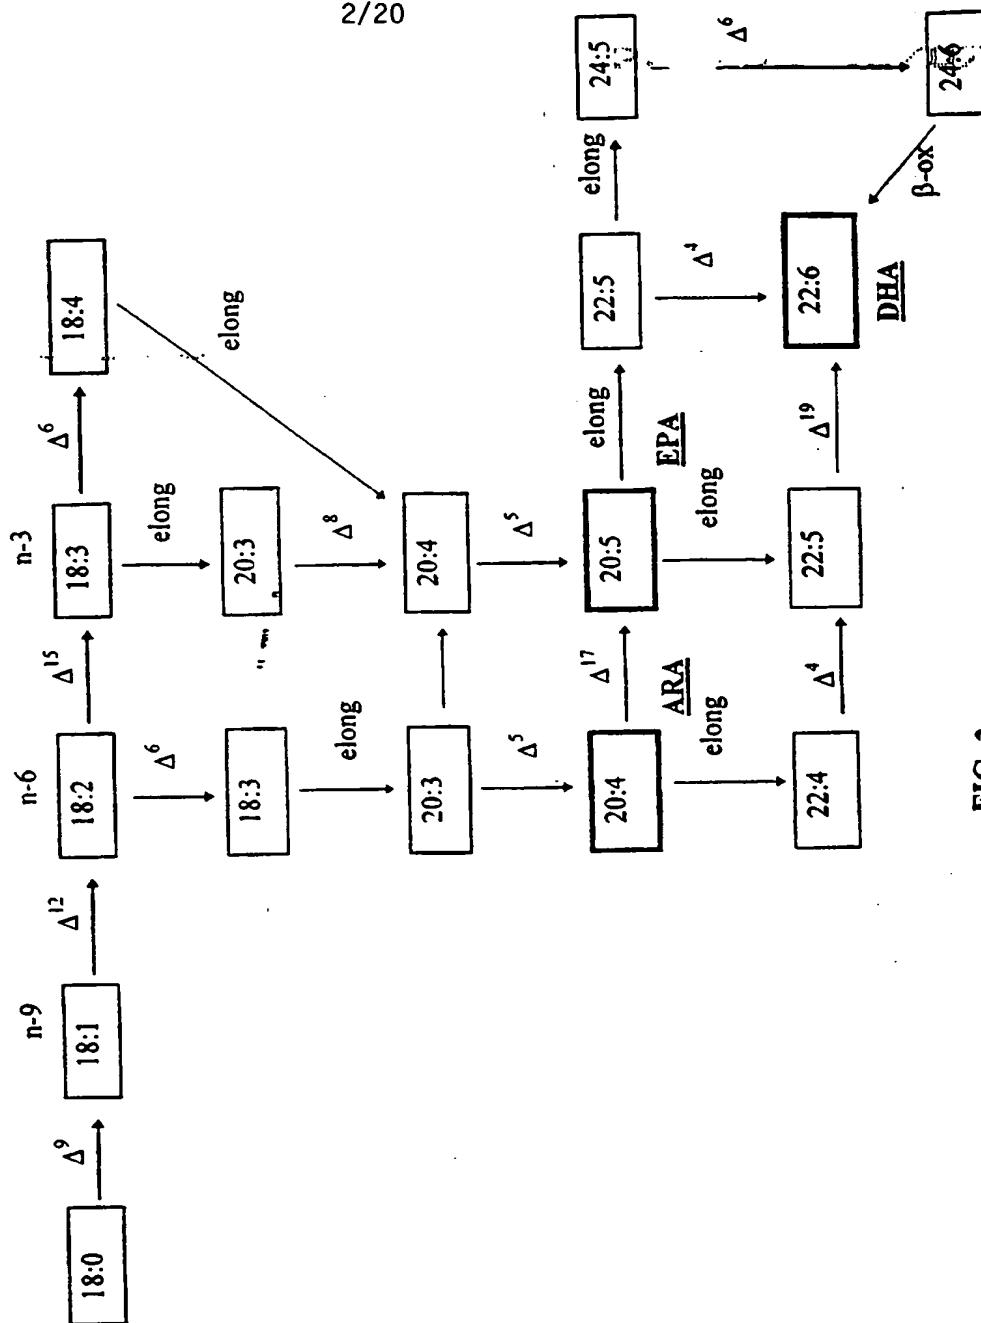 2/20
n-9 n-6 n-3
Δ⁹ Δ¹² Δ¹⁵ Δ⁶
18:0 18:1 18:2 18:3 18:4
Δ⁶ elong elong
18:3 20:3
elong Δ⁸
20:3 20:4
Δ⁵ Δ⁵
Δ¹⁷ elong elong
20:4 20:5 22:5 24:5
ARA EPA
elong elong Δ⁴ Δ⁶
Δ⁴ Δ¹⁹
22:4 22:5 22:6
DHA β-ox
24:6